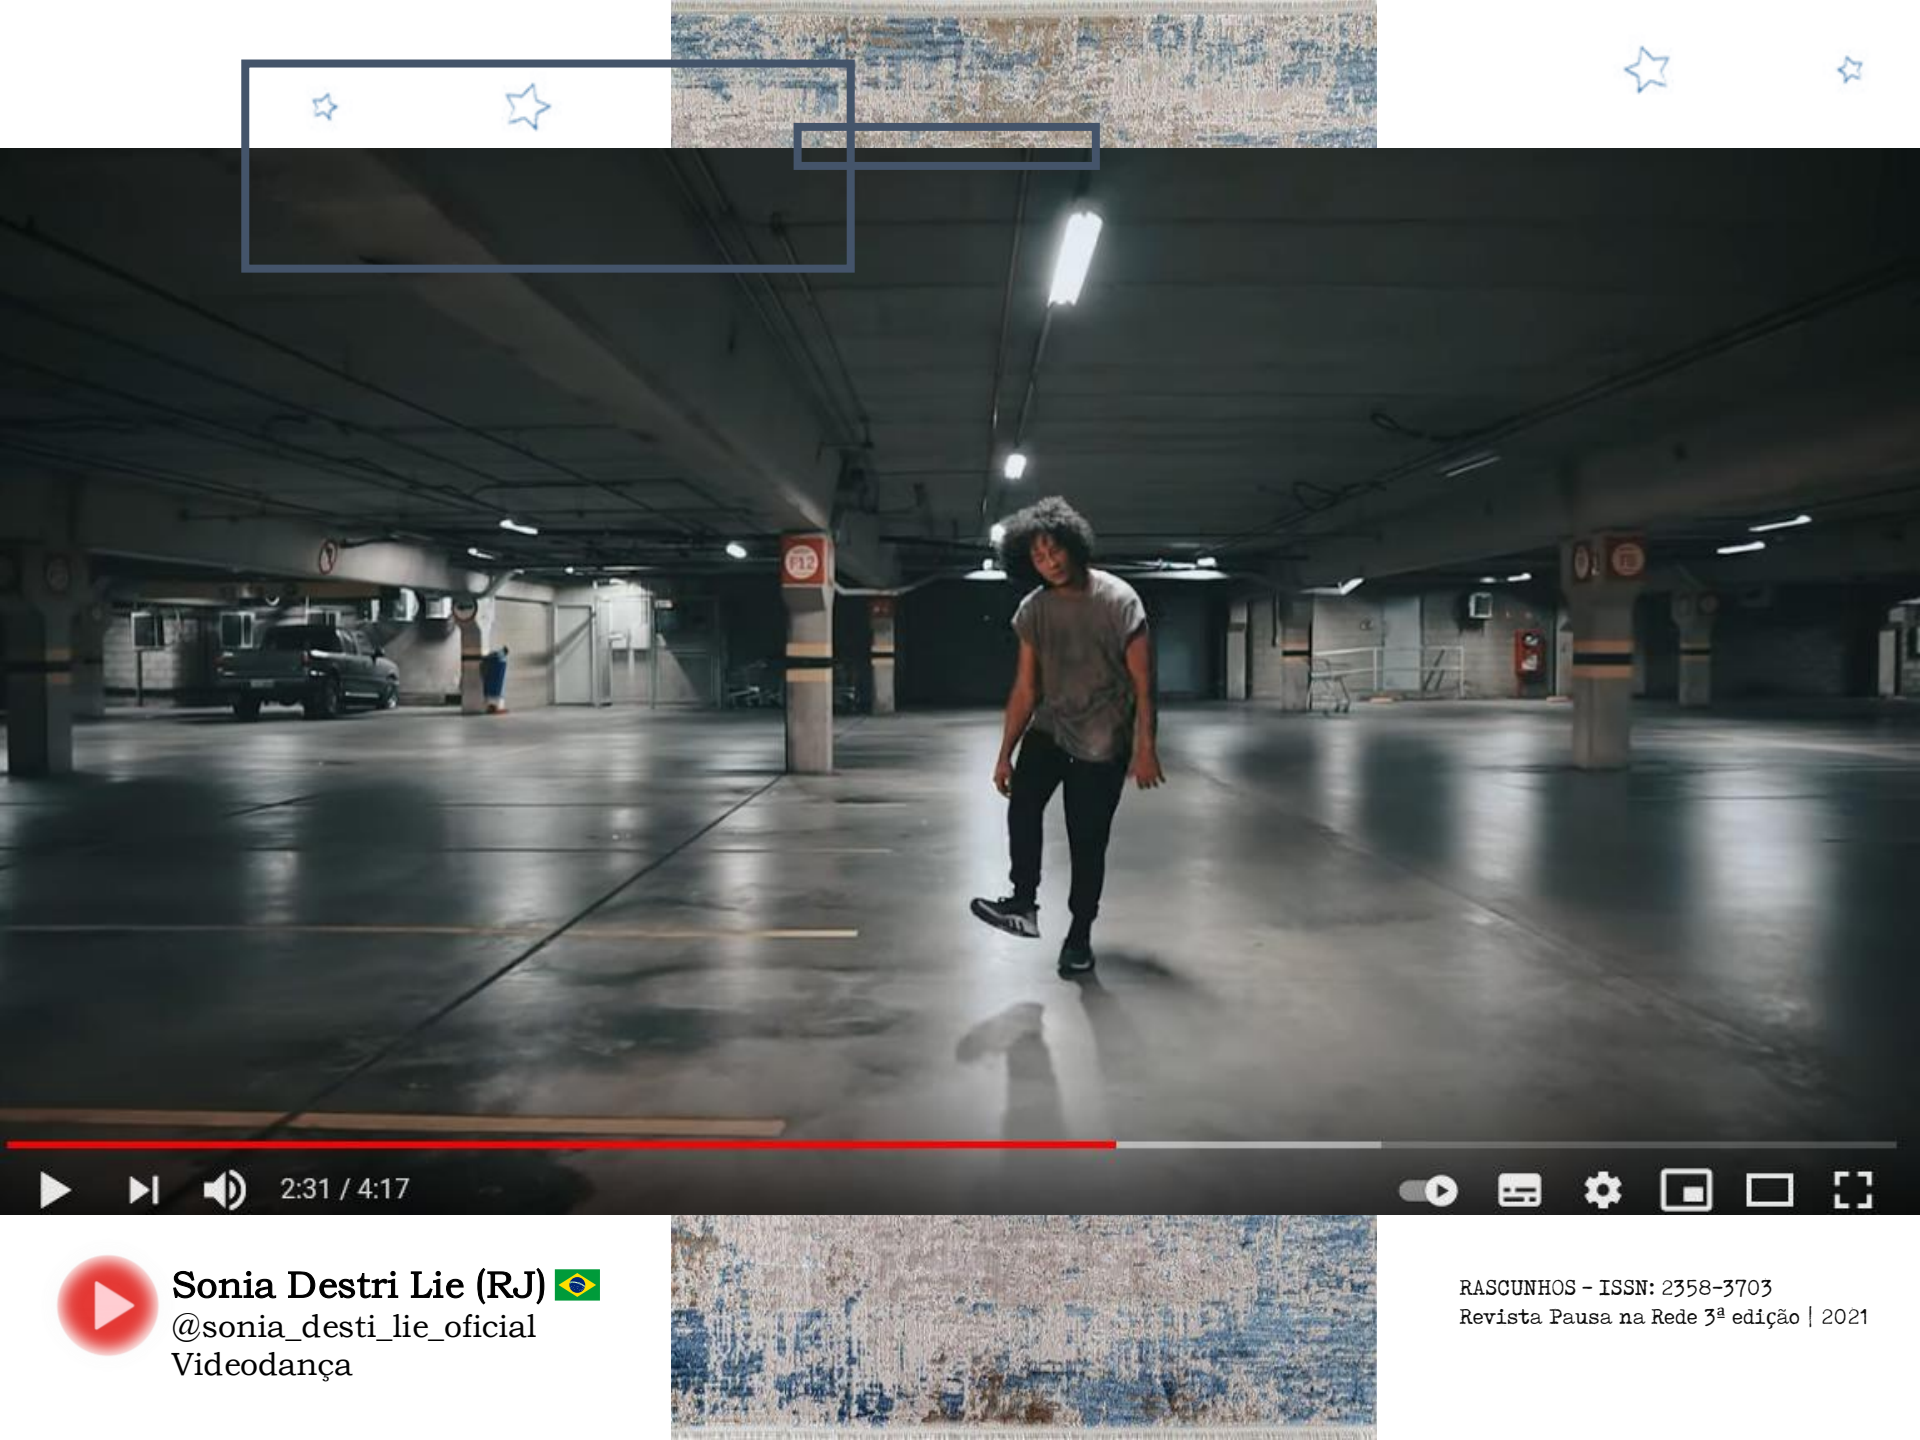 F12
2:31 / 4:17
Sonia Destri Lie (RJ)
@sonia_desti_lie_oficial
Videodança
RASCUNHOS - ISSN: 2358-3703
Revista Pausa na Rede 3ª edição | 2021